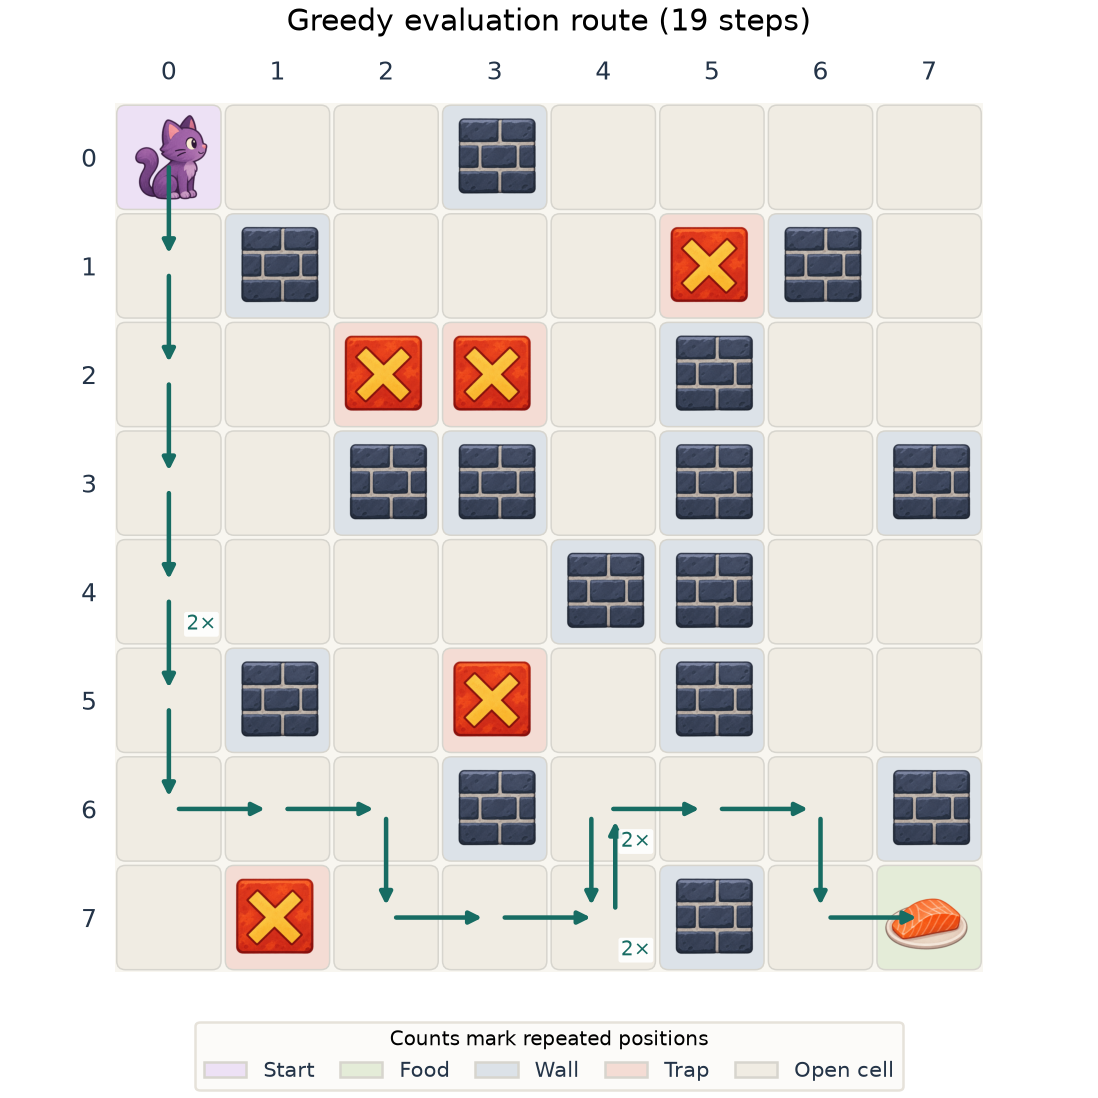 Greedy evaluation route (19 steps)
0 1 2 3 4 5 6 7
0
1
2
3
4
2×
5
6
2×
7
2×
Counts mark repeated positions
Start Food Wall Trap Open cell